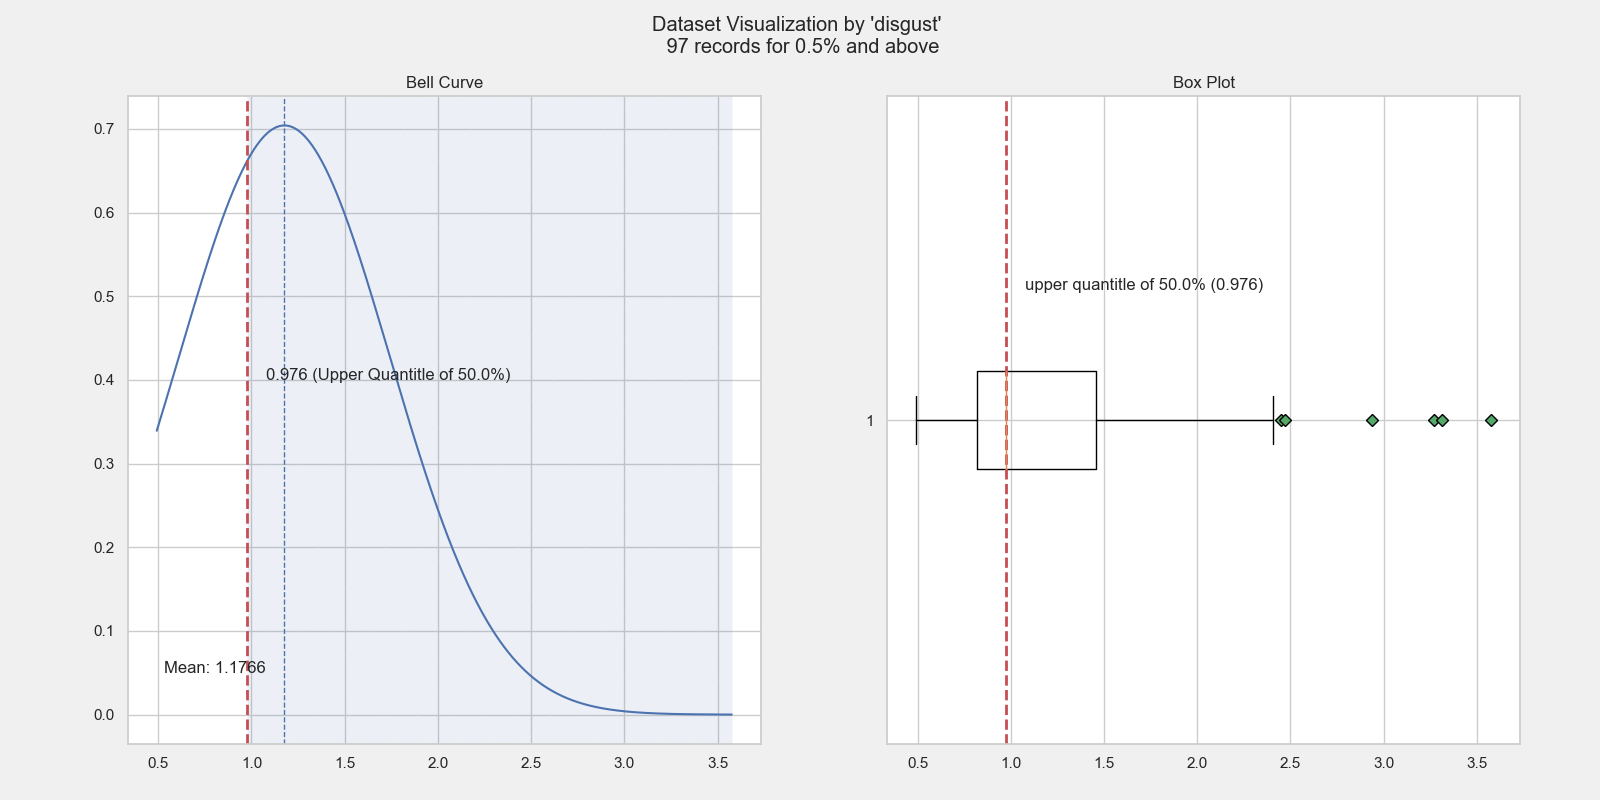 Dataset Visualization by 'disgust'
97 records for 0.5% and above
Bell Curve
0.7
0.6
0.5
0.4
0.3
0.2
0.1
0.0
0.976 (Upper Quantitle of 50.0%)
Mean: 1.1766
0.5 1.0 1.5 2.0 2.5 3.0 3.5
Box Plot
upper quantitle of 50.0% (0.976)
1
0.5 1.0 1.5 2.0 2.5 3.0 3.5